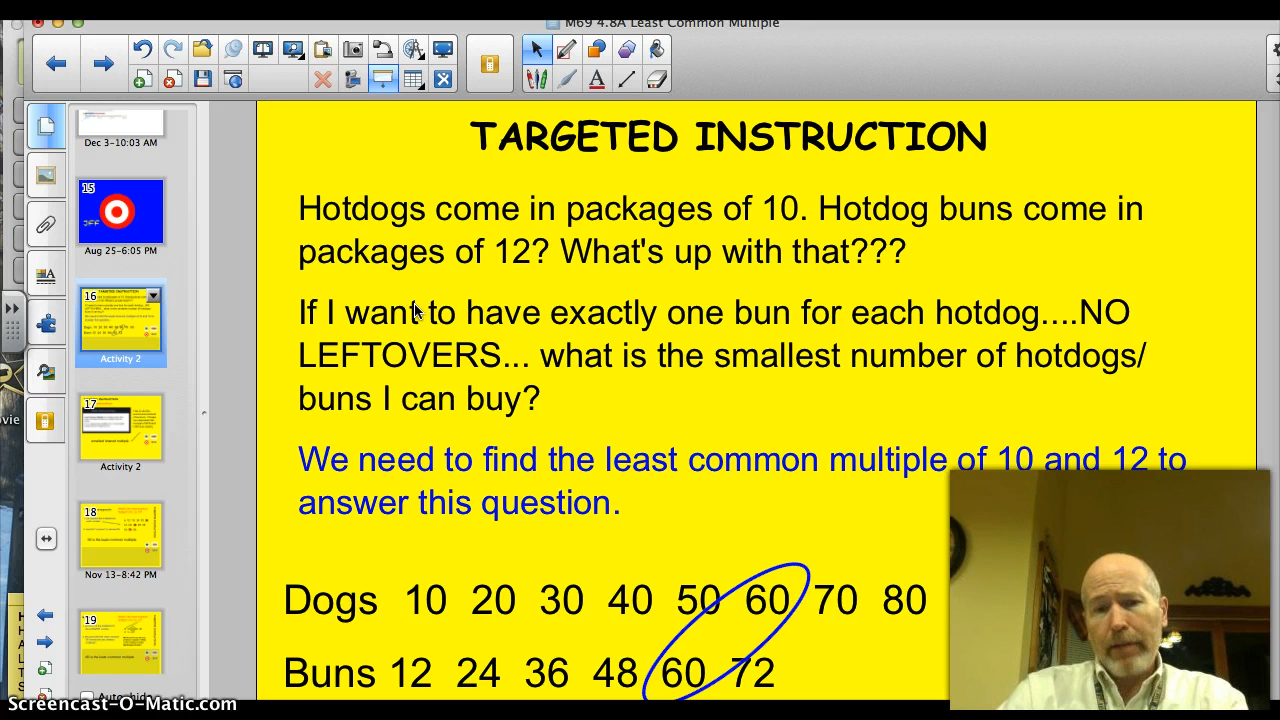 M69 4.8A Least Common Multiple
TARGETED INSTRUCTION
Hotdogs come in packages of 10. Hotdog buns come in
packages of 12? What's up with that???
If I want to have exactly one bun for each hotdog....NO
LEFTOVERS... what is the smallest number of hotdogs/
buns I can buy?
We need to find the least common multiple of 10 and 12 to
answer this question.
Dogs 10 20 30 40 50 60 70 80
Buns 12 24 36 48 60 72
Dec 3-10:03 AM
15
Aug 25-6:05 PM
16
TARGETED INSTRUCTION
Activity 2
17
Activity 2
18
Nov 13-8:42 PM
19
Screencast-O-Matic.com